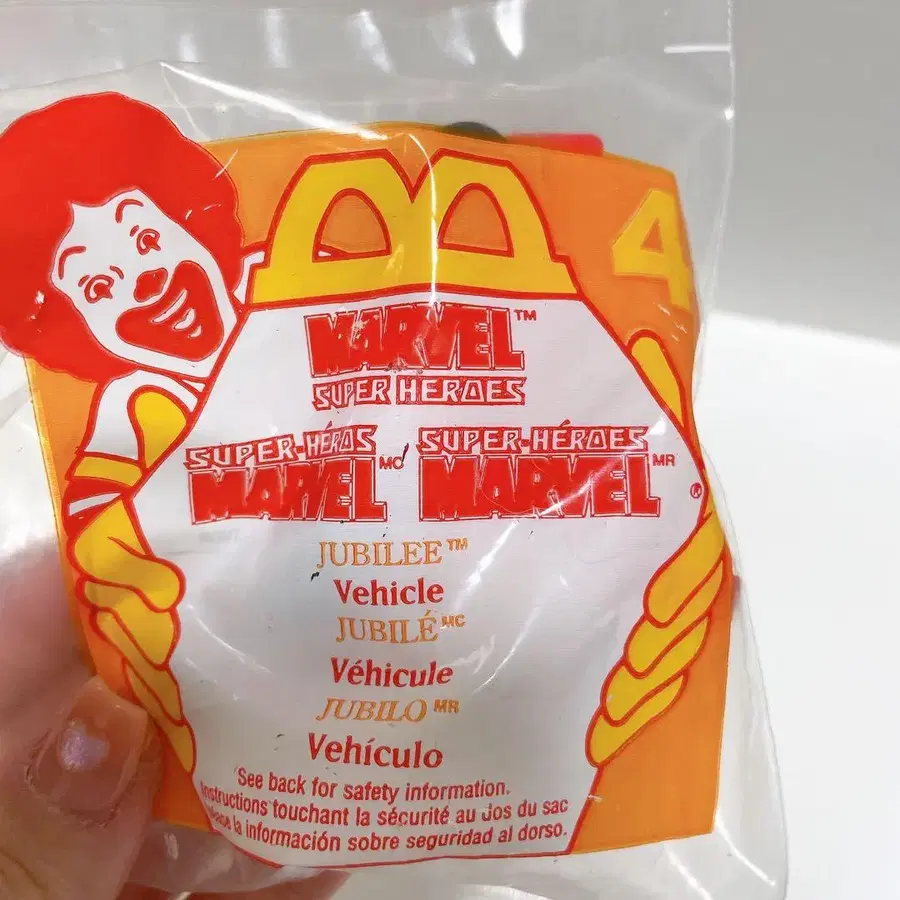 4
MARVEL™
SUPER HEROES
SUPER-HÉROS
MARVEL MC
SUPER-HÉROES
MARVEL MR
®
JUBILEE™
Vehicle
JUBILÉ MC
Véhicule
JUBILO MR
Vehículo
See back for safety information.
Instructions touchant la sécurité au dos du sac
la información sobre seguridad al dorso.